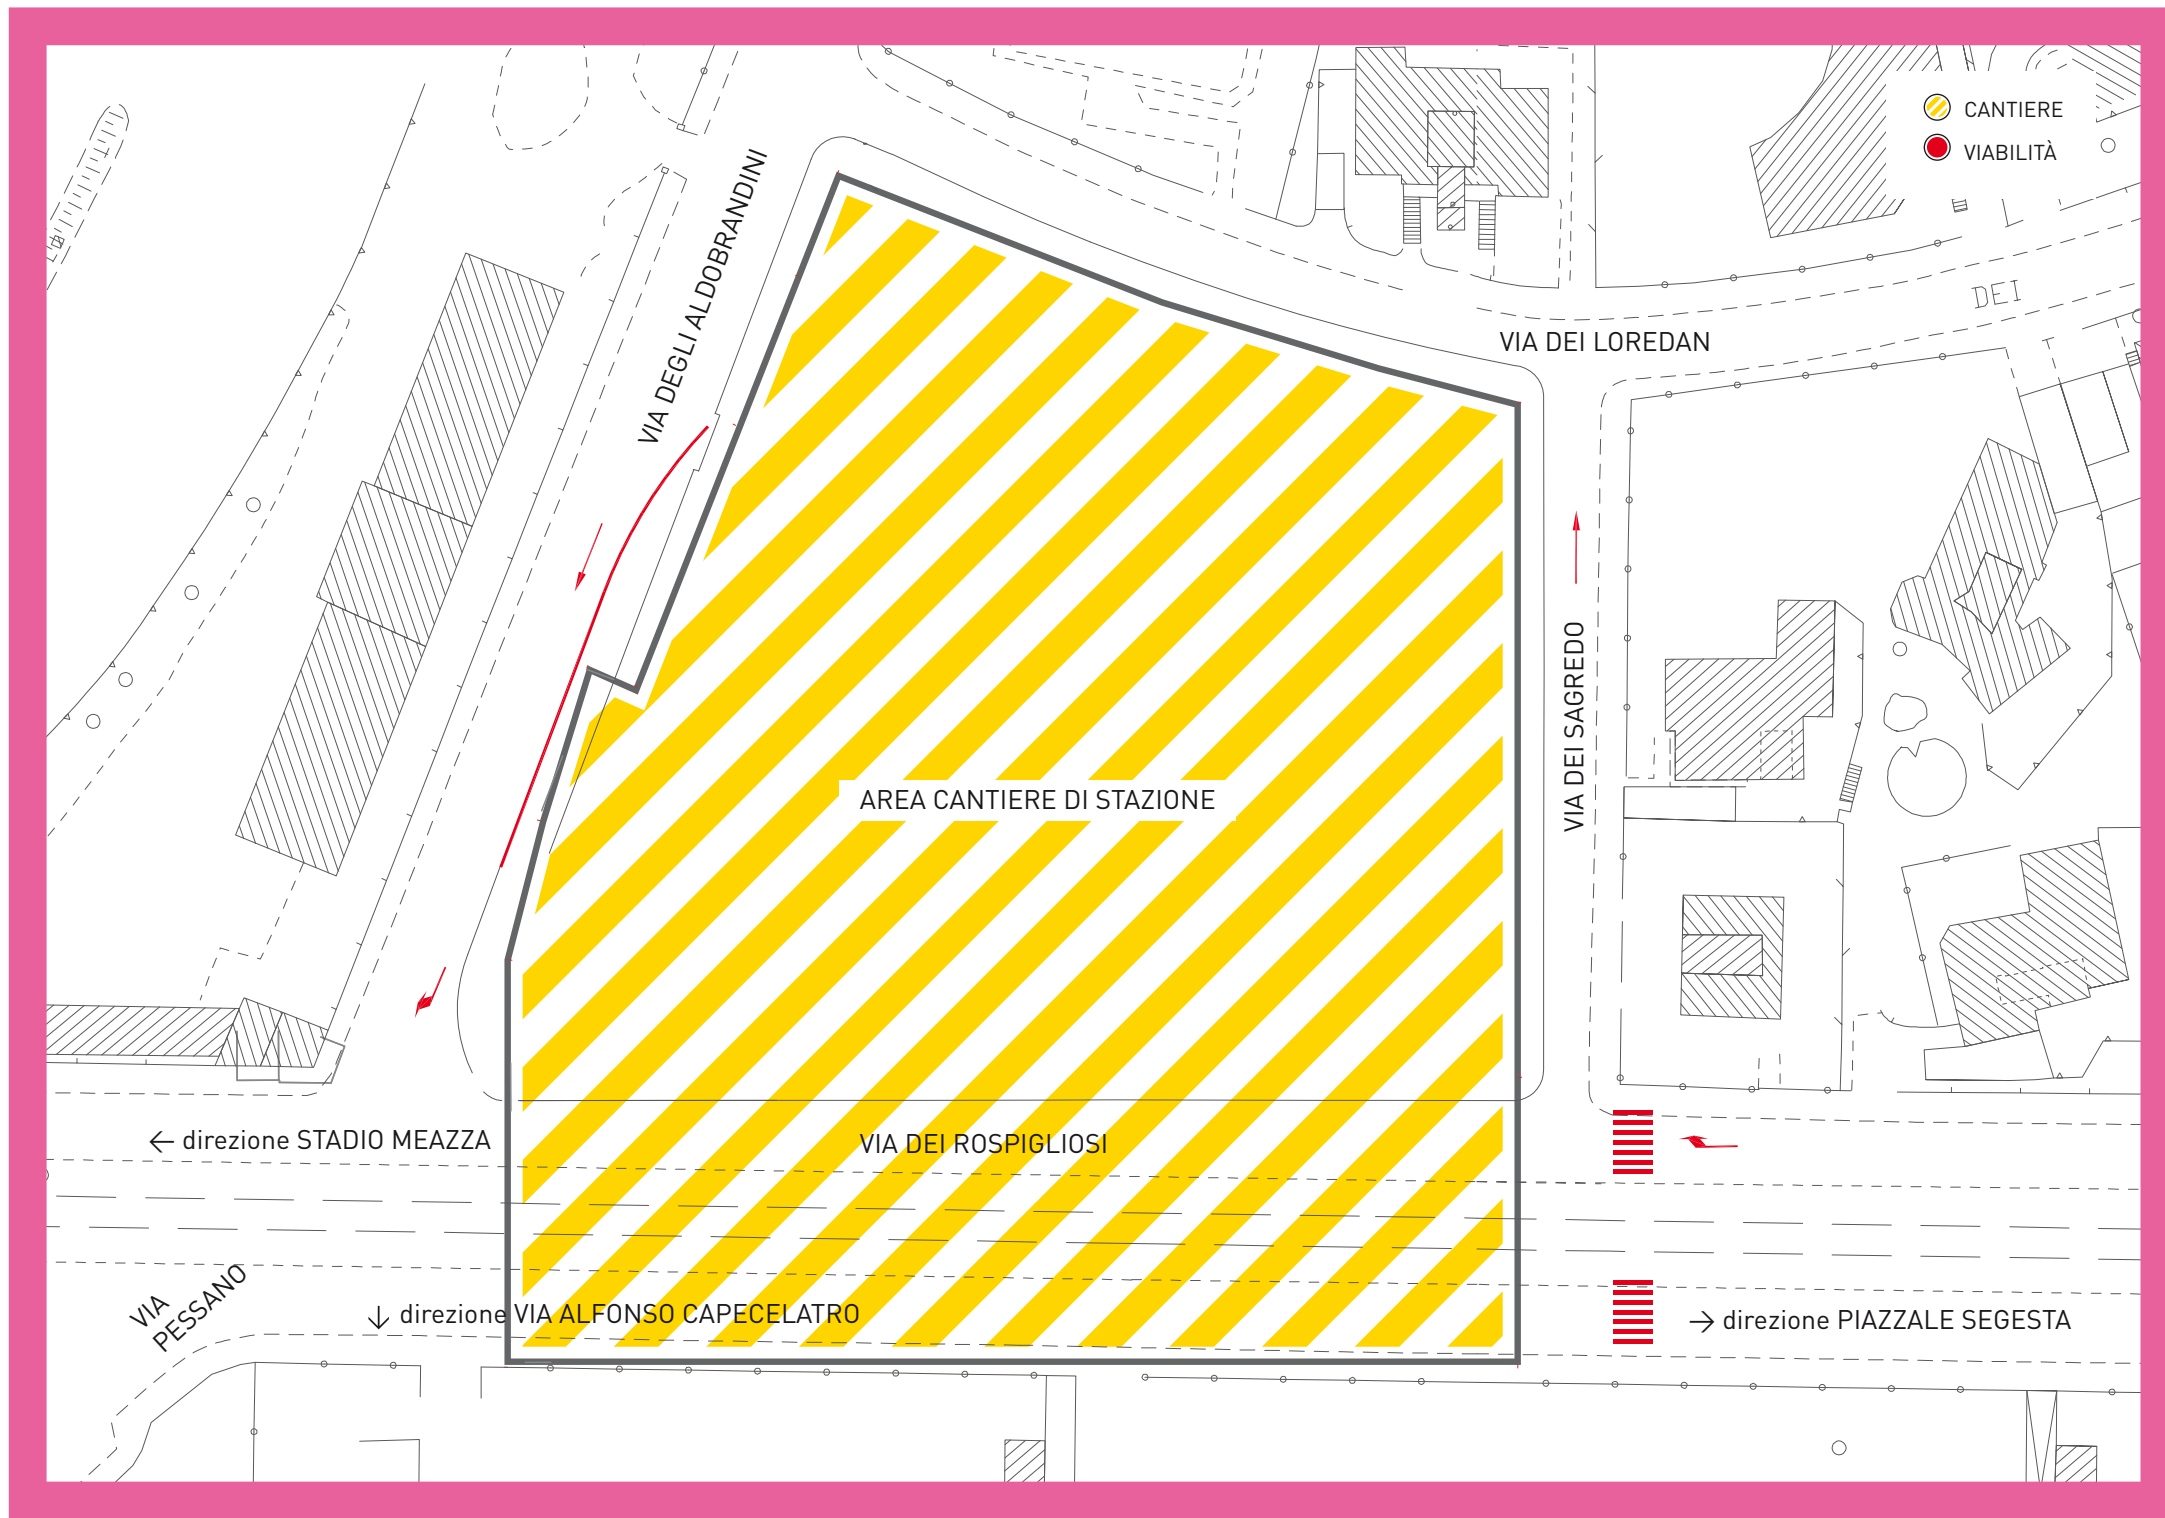 CANTIERE
VIABILITÀ
VIA DEGLI ALDOBRANDINI
DEI
VIA DEI LOREDAN
VIA DEI SAGREDO
AREA CANTIERE DI STAZIONE
← direzione STADIO MEAZZA
VIA DEI ROSPIGLIOSI
VIA
PESSANO
↓ direzione VIA ALFONSO CAPECELATRO
→ direzione PIAZZALE SEGESTA